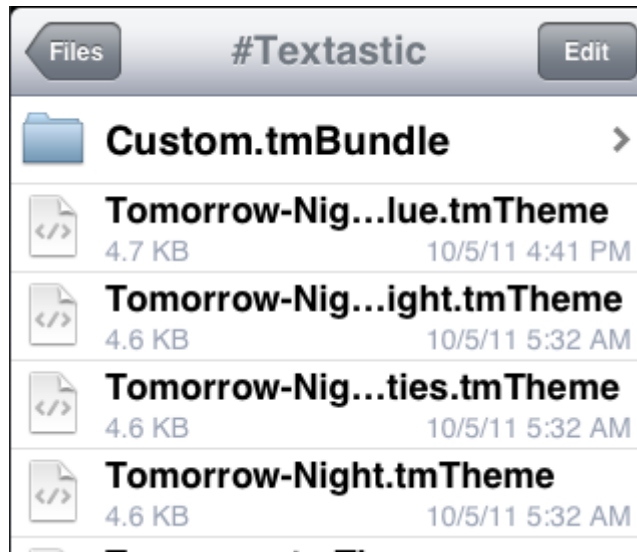 Files #Textastic Edit
Custom.tmBundle
Tomorrow-Nig...lue.tmTheme
4.7 KB 10/5/11 4:41 PM
Tomorrow-Nig...ight.tmTheme
4.6 KB 10/5/11 5:32 AM
Tomorrow-Nig...ties.tmTheme
4.6 KB 10/5/11 5:32 AM
Tomorrow-Night.tmTheme
4.6 KB 10/5/11 5:32 AM